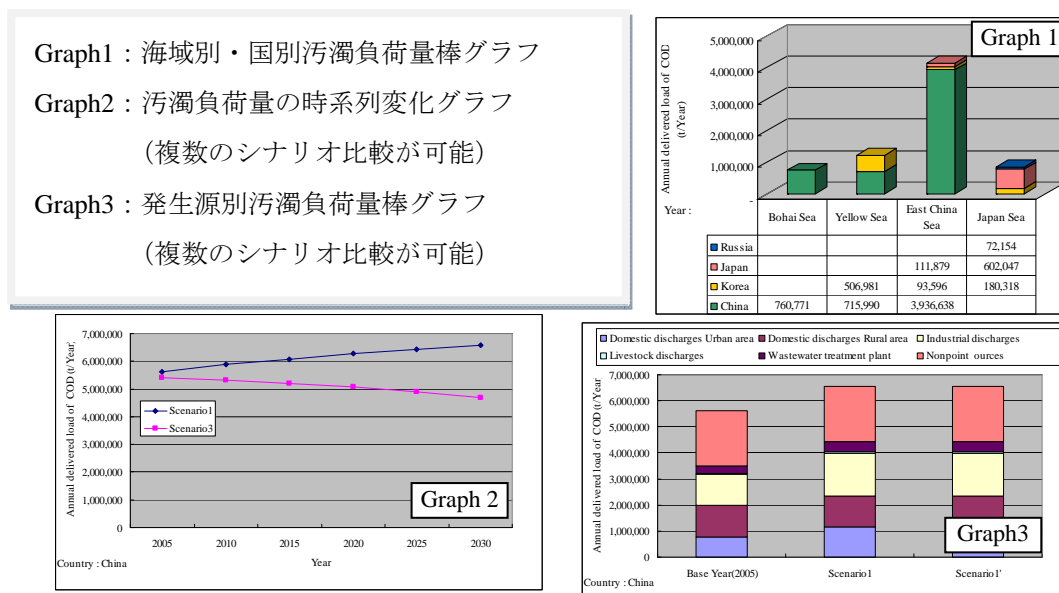 Graph1：海域別・国別汚濁負荷量棒グラフ
Graph2：汚濁負荷量の時系列変化グラフ
（複数のシナリオ比較が可能）
Graph3：発生源別汚濁負荷量棒グラフ
（複数のシナリオ比較が可能）
Graph 1
Annual delivered load of COD
(t/Year)
5,000,000
4,000,000
3,000,000
2,000,000
1,000,000
-
Year :
Bohai Sea Yellow Sea East China Sea Japan Sea
Russia 72,154
Japan 111,879 602,047
Korea 506,981 93,596 180,318
China 760,771 715,990 3,936,638
Annual delivered load of COD (t/Year)
7,000,000
6,000,000
5,000,000
4,000,000
3,000,000
2,000,000
1,000,000
0
Scenario1
Scenario3
Graph 2
2005 2010 2015 2020 2025 2030
Country : China Year
Domestic discharges Urban area Domestic discharges Rural area Industrial discharges
Livestock discharges Wastewater treatment plant Nonpoint ources
Annual delivered load of COD (t/Year
7,000,000
6,000,000
5,000,000
4,000,000
3,000,000
2,000,000
1,000,000
0
Graph3
Base Year(2005) Scenario1 Scenario1'
Country : China